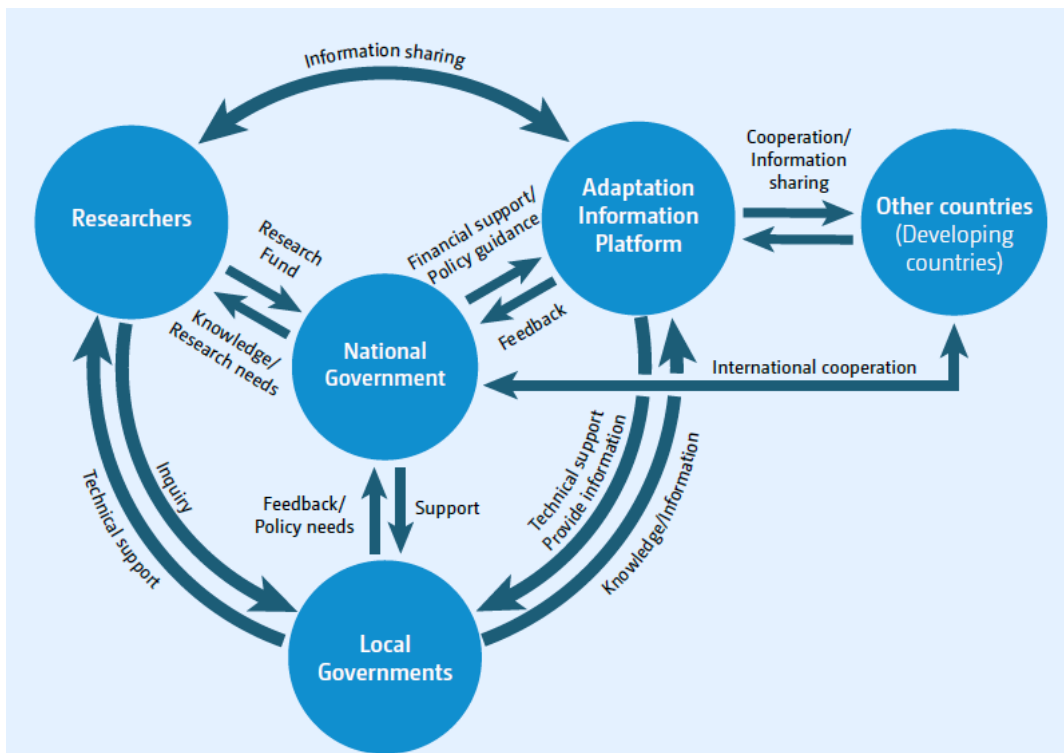 Information sharing
Researchers
Research
Fund
Knowledge/
Research needs
Financial support/
Policy guidance
Feedback
Adaptation
Information
Platform
Cooperation/
Information
sharing
Other countries
(Developing
countries)
National
Government
International cooperation
Technical support
Inquiry
Feedback/
Policy needs
Support
Technical support
Provide information
Knowledge/Information
Local
Governments